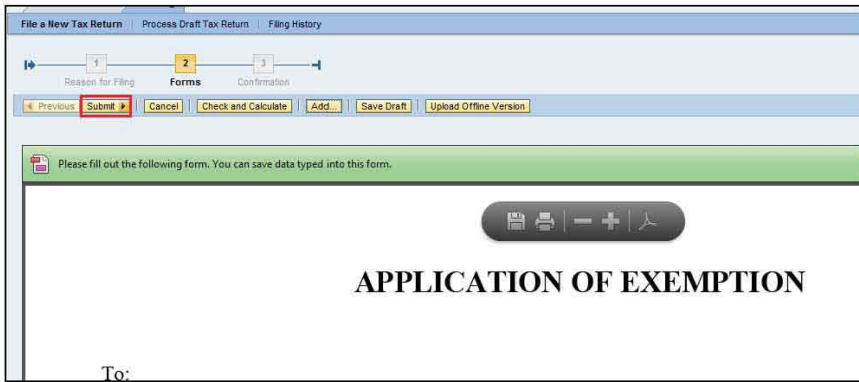 File a New Tax Return | Process Draft Tax Return | Filing History
1 2 3
Reason for Filing Forms Confirmation
Previous Submit Cancel Check and Calculate Add... Save Draft Upload Offline Version
Please fill out the following form. You can save data typed into this form.
APPLICATION OF EXEMPTION
To: